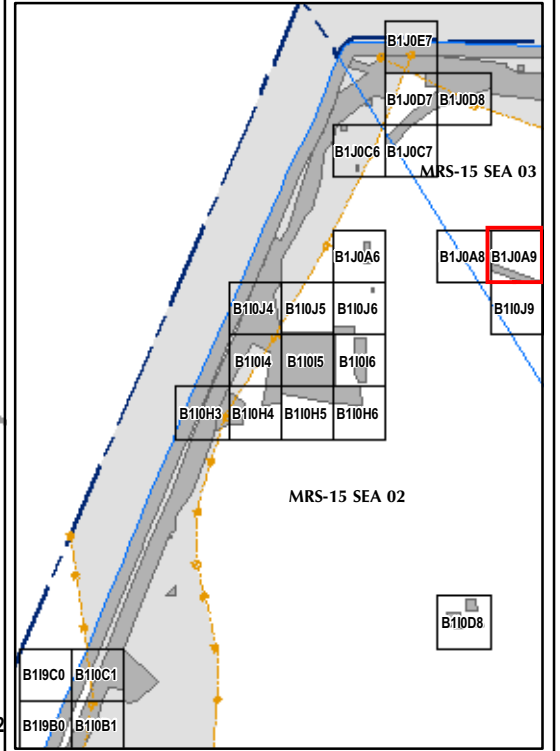 B1J0E7
B1J0D7 B1J0D8
B1J0C6 B1J0C7
MRS-15 SEA 03
B1J0A6 B1J0A8 B1J0A9
B1I0J4 B1I0J5 B1I0J6 B1I0J9
B1I0I4 B1I0I5 B1I0I6
B1I0H3 B1I0H4 B1I0H5 B1I0H6
MRS-15 SEA 02
B1I0D8
B1I9C0 B1I0C1
B1I9B0 B1I0B1
2